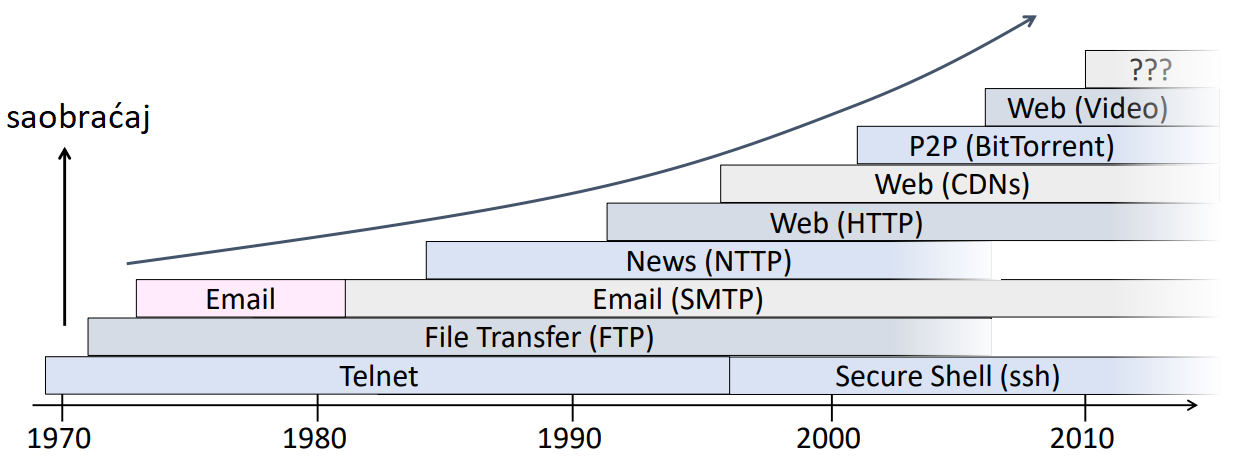 ???
Web (Video)
saobraćaj
P2P (BitTorrent)
Web (CDNs)
Web (HTTP)
News (NTTP)
Email Email (SMTP)
File Transfer (FTP)
Telnet Secure Shell (ssh)
1970 1980 1990 2000 2010